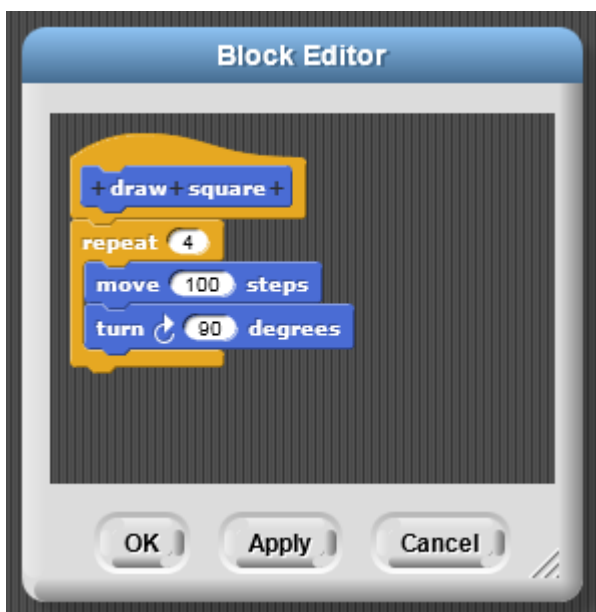 Block Editor
+ draw + square +
repeat 4
move 100 steps
turn 90 degrees
OK Apply Cancel